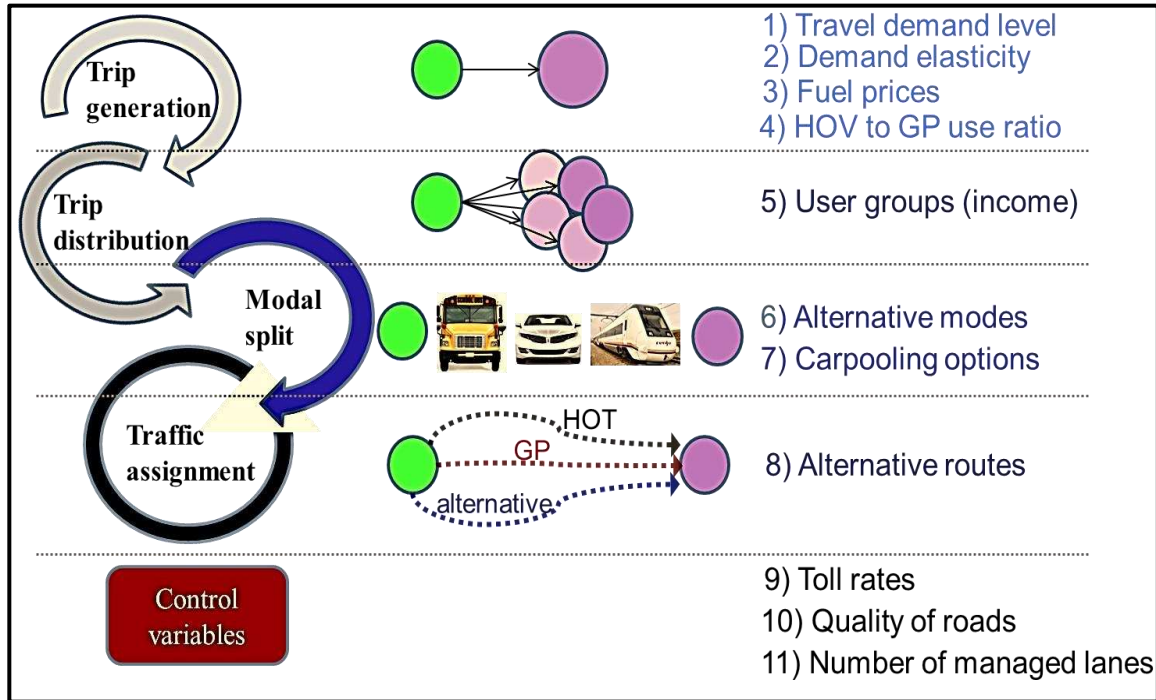 Trip
generation
1) Travel demand level
2) Demand elasticity
3) Fuel prices
4) HOV to GP use ratio
Trip
distribution
5) User groups (income)
Modal
split
6) Alternative modes
7) Carpooling options
Traffic
assignment
HOT
GP
alternative
8) Alternative routes
Control
variables
9) Toll rates
10) Quality of roads
11) Number of managed lanes